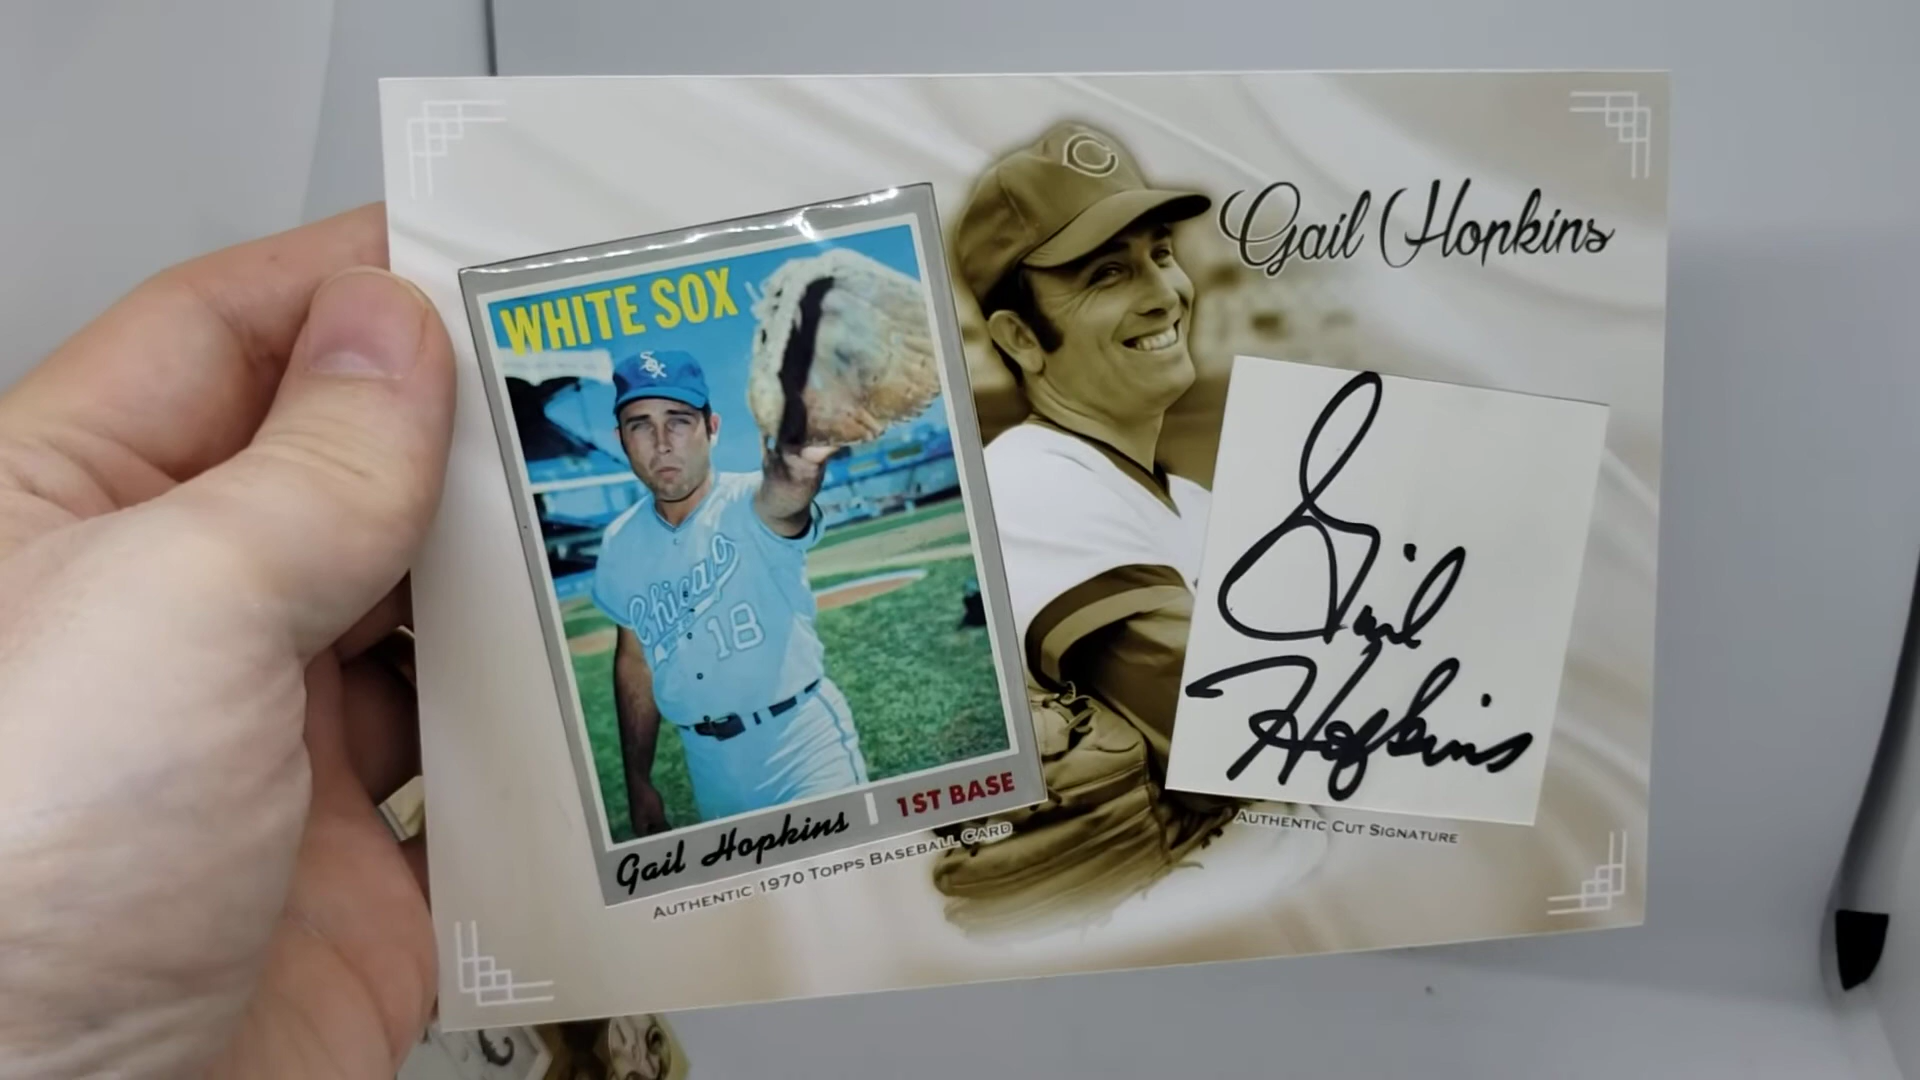 Gail Hopkins
WHITE SOX
SOX
C
Chicago
18
Gail Hopkins | 1ST BASE
AUTHENTIC 1970 TOPPS BASEBALL CARD
Gail
Hopkins
AUTHENTIC CUT SIGNATURE